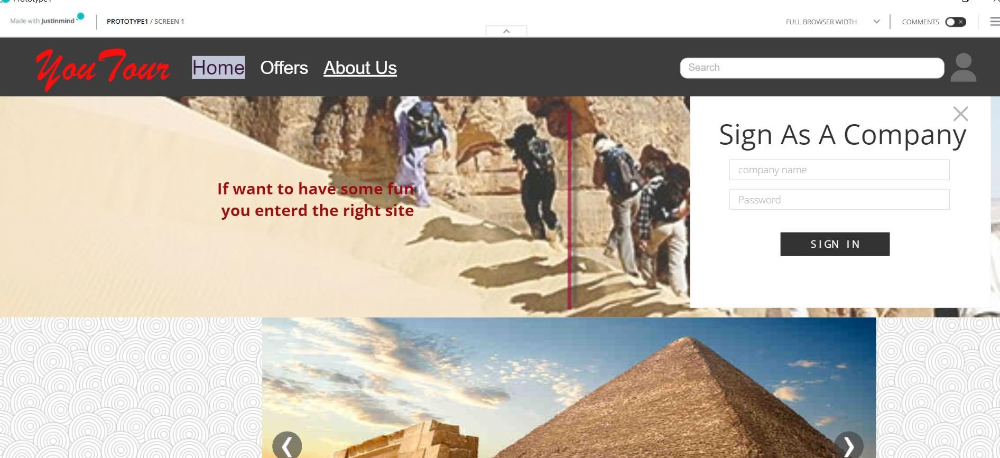 Prototype1
Made with Justinmind
PROTOTYPE1 / SCREEN 1
FULL BROWSER WIDTH
COMMENTS
YouTour
Home
Offers
About Us
Search
Sign As A Company
company name
Password
SIGN IN
If want to have some fun
you enterd the right site